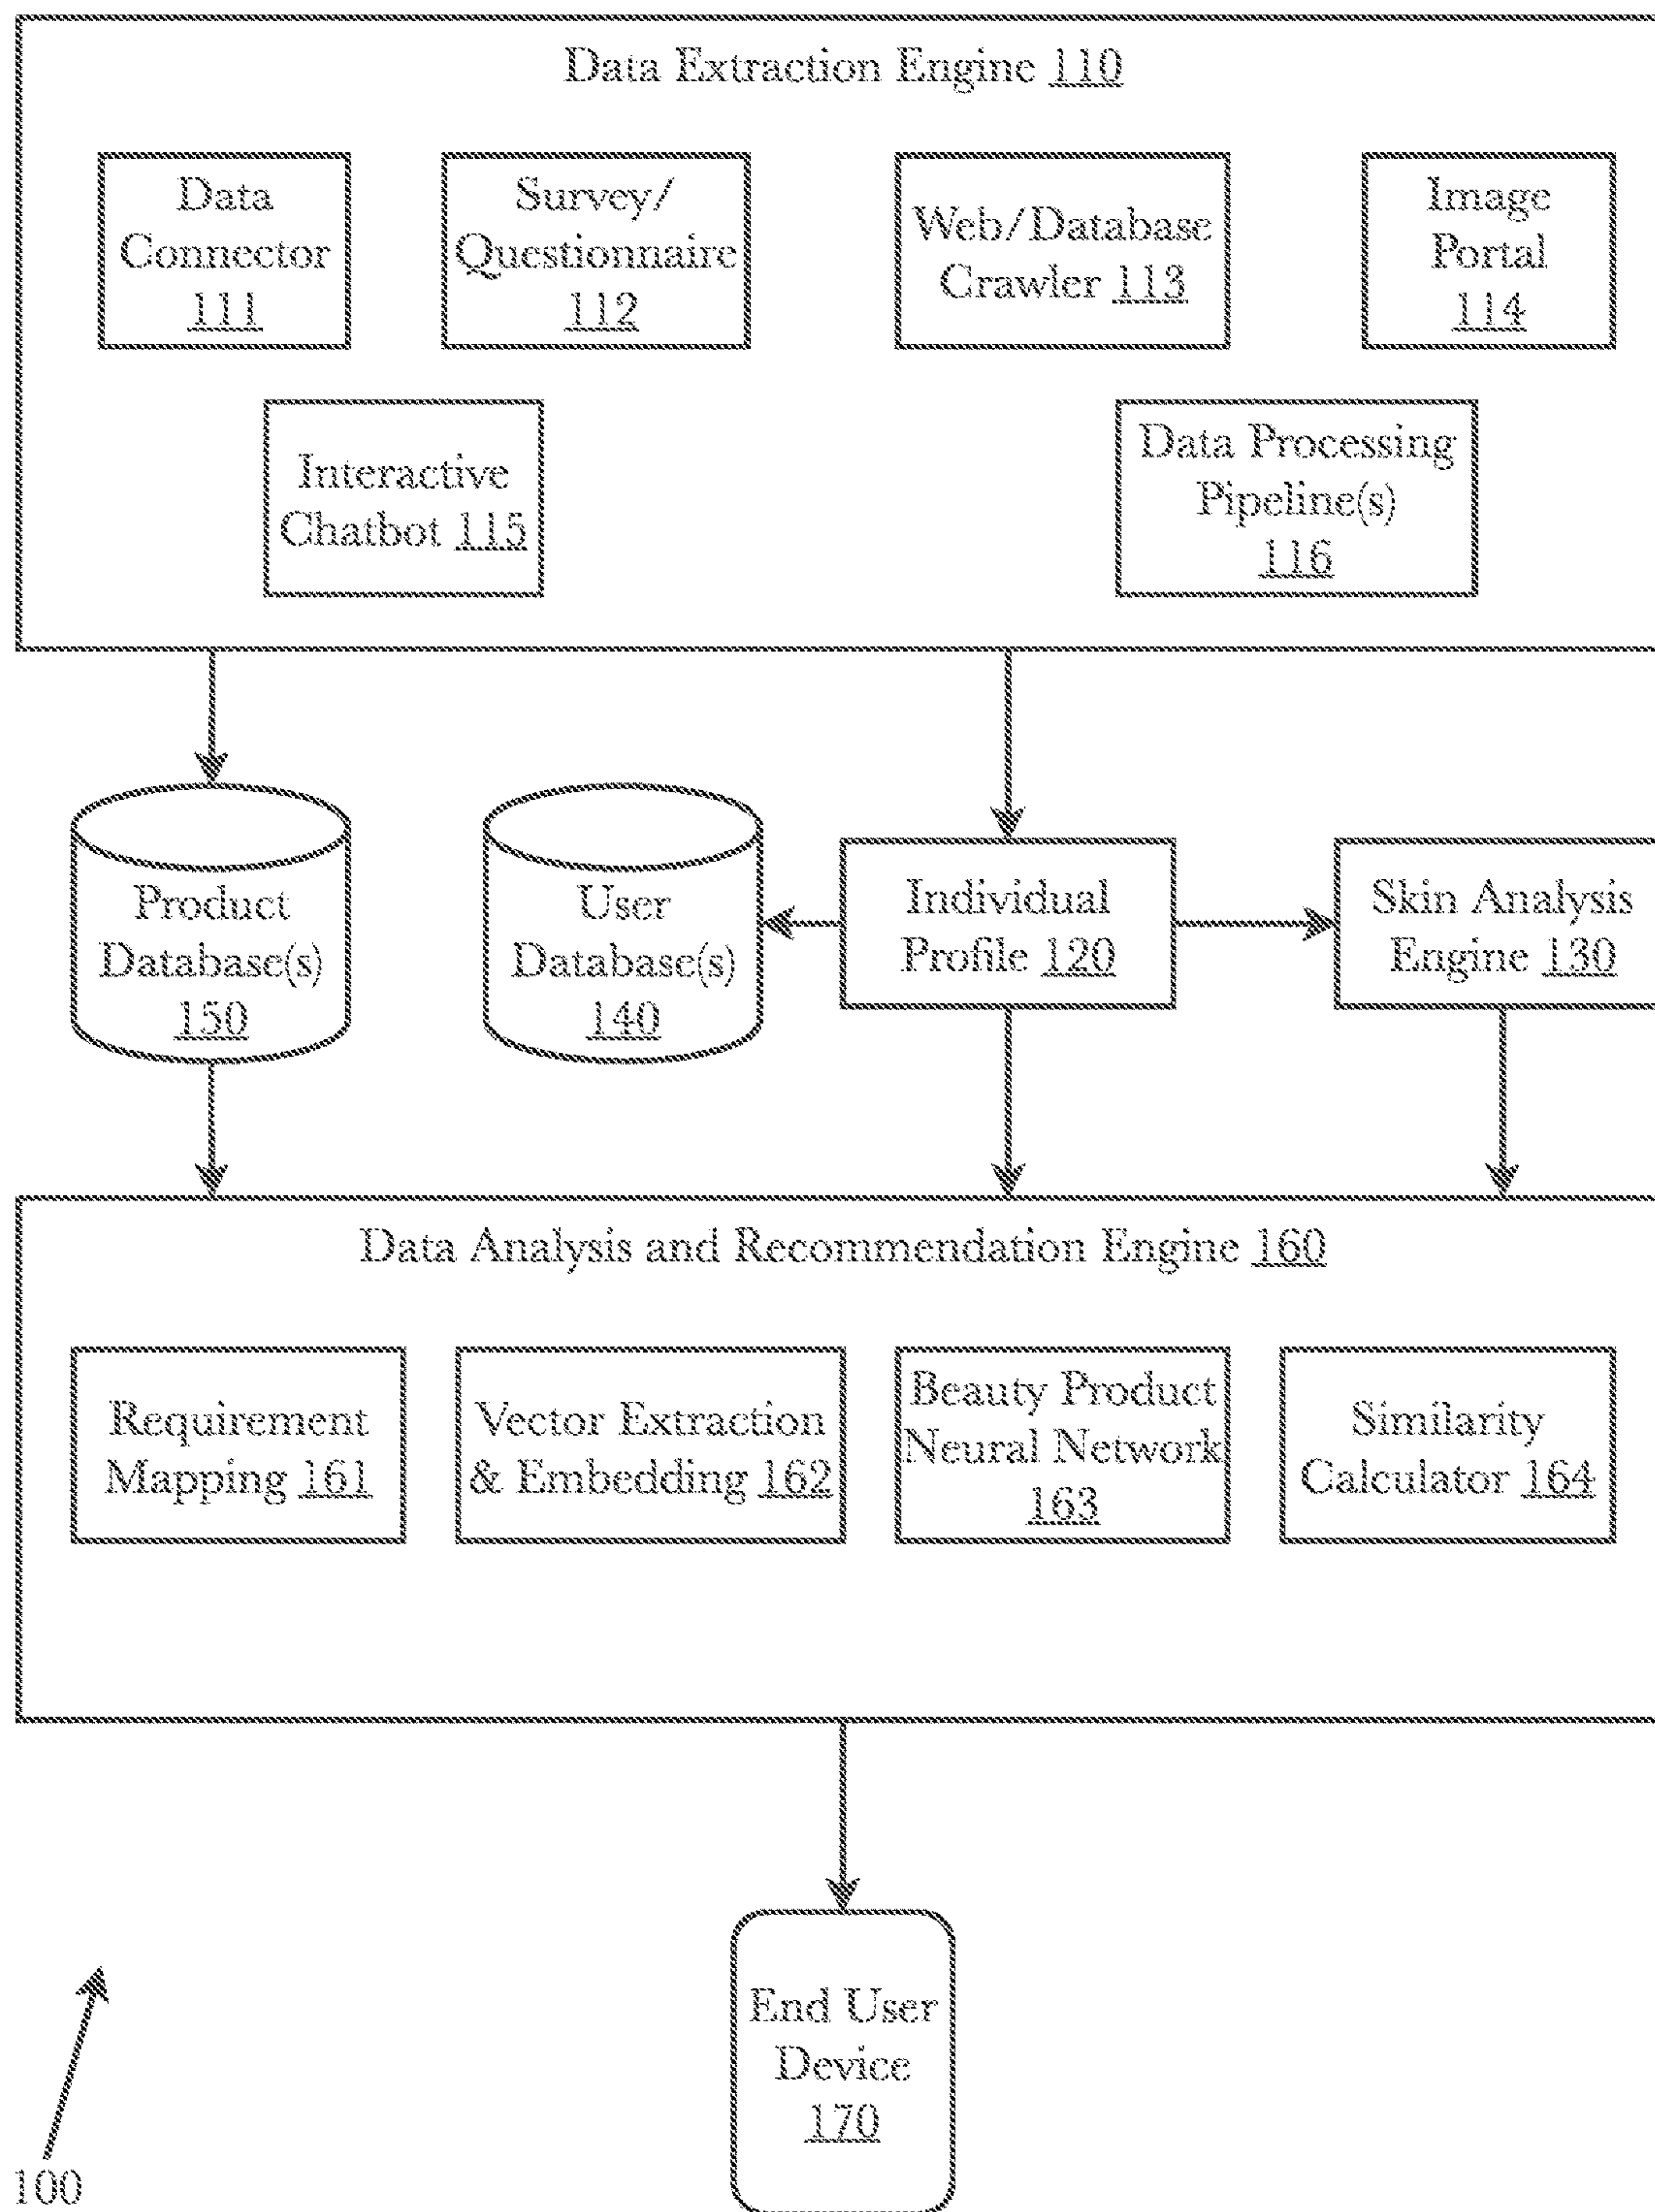 Data Extraction Engine 110
Data
Connector
111
Survey/
Questionnaire
112
Web/Database
Crawler 113
Image
Portal
114
Interactive
Chatbot 115
Data Processing
Pipeline(s)
116
Product
Database(s)
150
User
Database(s)
140
Individual
Profile 120
Skin Analysis
Engine 130
Data Analysis and Recommendation Engine 160
Requirement
Mapping 161
Vector Extraction
& Embedding 162
Beauty Product
Neural Network
163
Similarity
Calculator 164
End User
Device
170
100